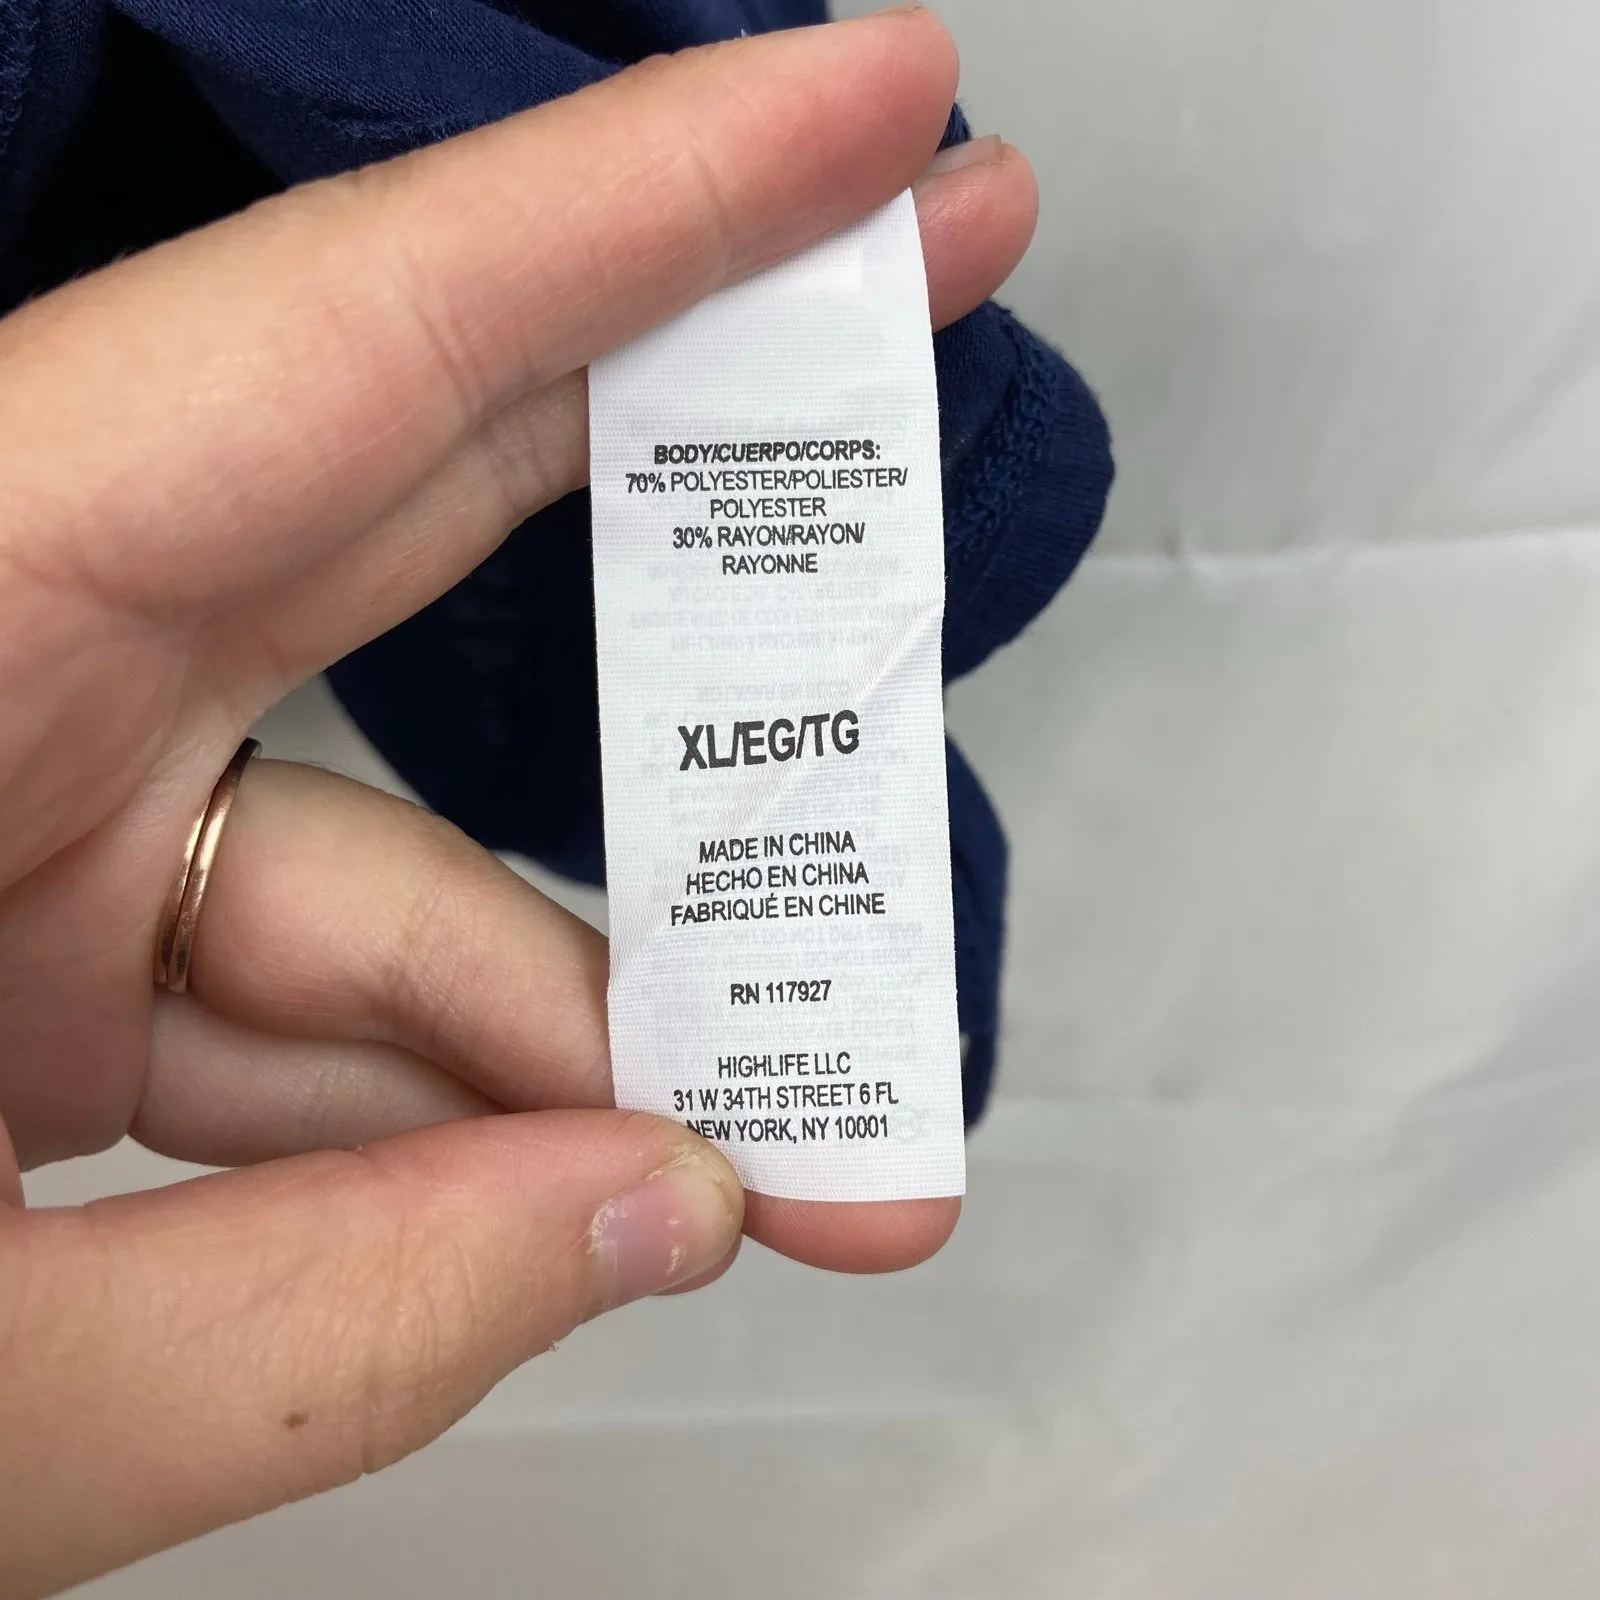 BODY/CUERPO/CORPS:
70% POLYESTER/POLIESTER/
POLYESTER
30% RAYON/RAYON/
RAYONNE
XL/EG/TG
MADE IN CHINA
HECHO EN CHINA
FABRIQUÉ EN CHINE
RN 117927
HIGHLIFE LLC
31 W 34TH STREET 6 FL
NEW YORK, NY 10001